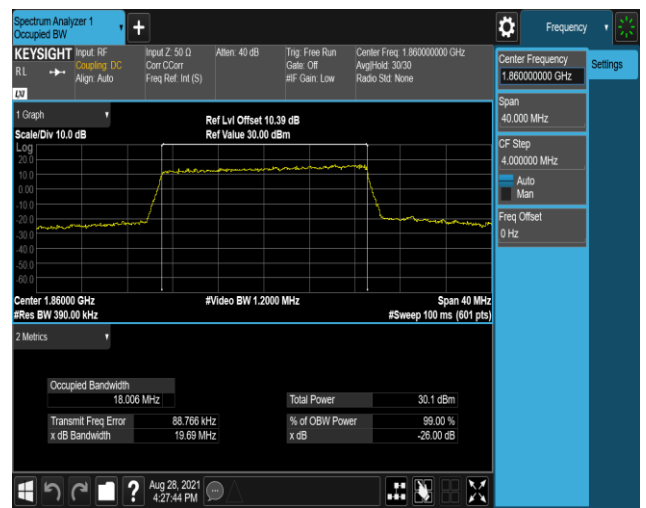 Spectrum Analyzer 1
Occupied BW
Frequency
KEYSIGHT
Input: RF
Coupling: DC
Align: Auto
Input Z: 50 Ω
Corr CCorr
Freq Ref: Int (S)
Atten: 40 dB
Trig: Free Run
Gate: Off
#IF Gain: Low
Center Freq: 1.860000000 GHz
Avg|Hold: 30/30
Radio Std: None
RL
LXI
Center Frequency
1.860000000 GHz
Settings
Span
40.000 MHz
CF Step
4.000000 MHz
Auto
Man
Freq Offset
0 Hz
1 Graph
Scale/Div 10.0 dB
Ref Lvl Offset 10.39 dB
Ref Value 30.00 dBm
Log
20.0
10.0
0.00
-10.0
-20.0
-30.0
-40.0
-50.0
-60.0
Center 1.86000 GHz
#Video BW 1.2000 MHz
Span 40 MHz
#Res BW 390.00 kHz
#Sweep 100 ms (601 pts)
2 Metrics
Occupied Bandwidth
18.006 MHz
Total Power 30.1 dBm
Transmit Freq Error 88.766 kHz
% of OBW Power 99.00 %
x dB Bandwidth 19.69 MHz
x dB -26.00 dB
Aug 28, 2021
4:27:44 PM